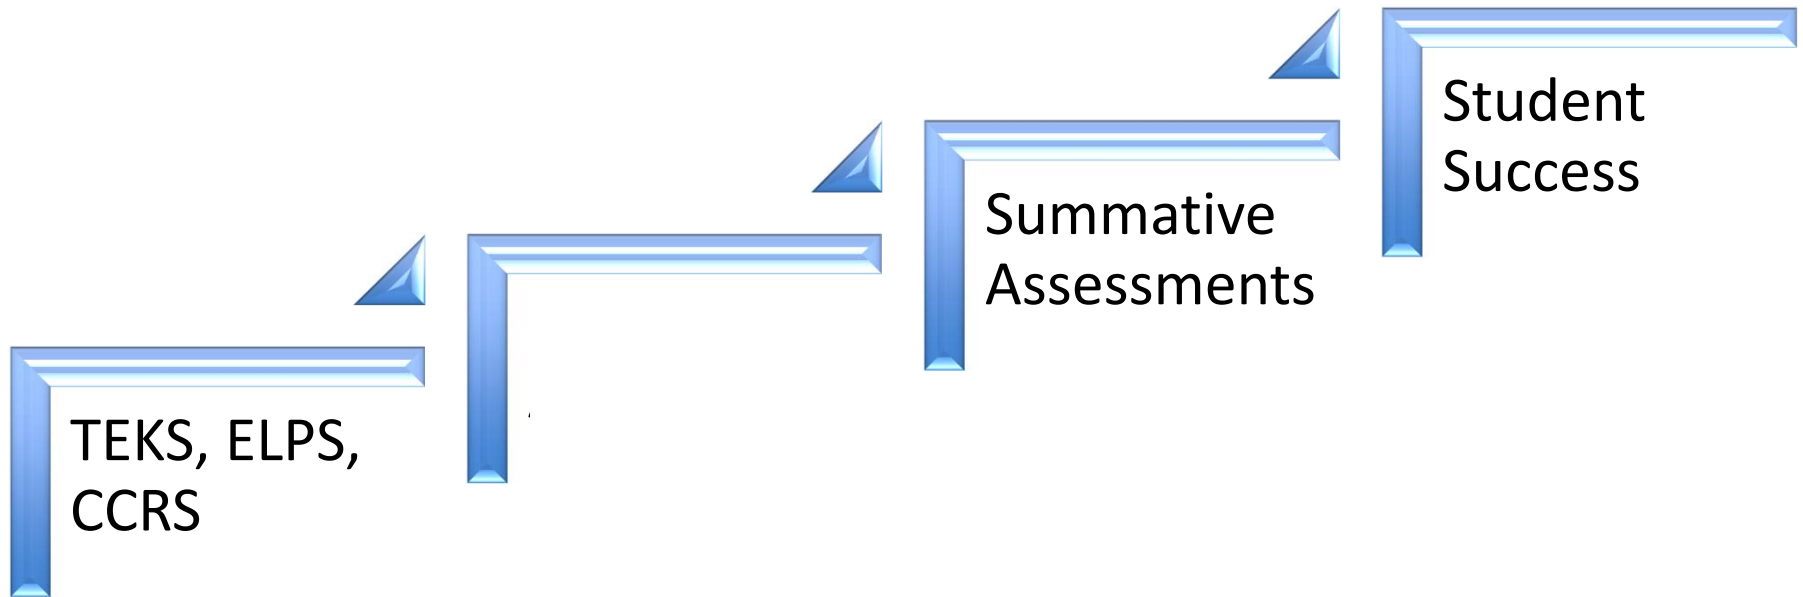 TEKS, ELPS,
CCRS
Summative
Assessments
Student
Success